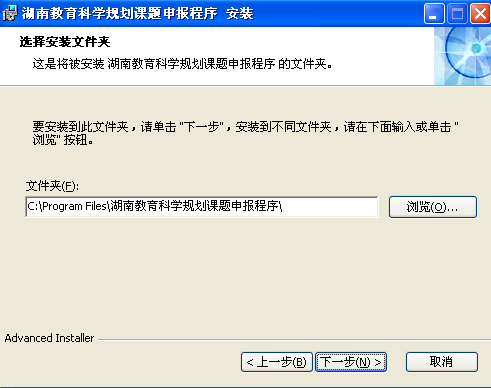 湖南教育科学规划课题申报程序 安装
选择安装文件夹
这是将被安装 湖南教育科学规划课题申报程序 的文件夹。
要安装到此文件夹，请单击 "下一步"，安装到不同文件夹，请在下面输入或单击 "
浏览" 按钮。
文件夹(F):
C:\Program Files\湖南教育科学规划课题申报程序\
浏览(O)...
Advanced Installer
< 上一步(B)
下一步(N) >
取消